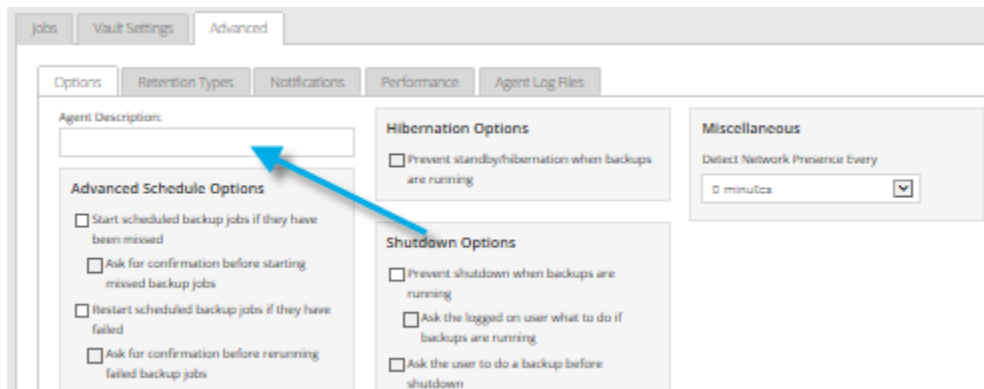 Jobs Vault Settings Advanced
Options Retention Types Notifications Performance Agent Log Files
Agent Description:
Advanced Schedule Options
Start scheduled backup jobs if they have
been missed
Ask for confirmation before starting
missed backup jobs
Restart scheduled backup jobs if they have
failed
Ask for confirmation before rerunning
failed backup jobs
Hibernation Options
Prevent standby/hibernation when backups
are running
Shutdown Options
Prevent shutdown when backups are
running
Ask the logged on user what to do if
backups are running
Ask the user to do a backup before
shutdown
Miscellaneous
Detect Network Presence Every
0 minutes